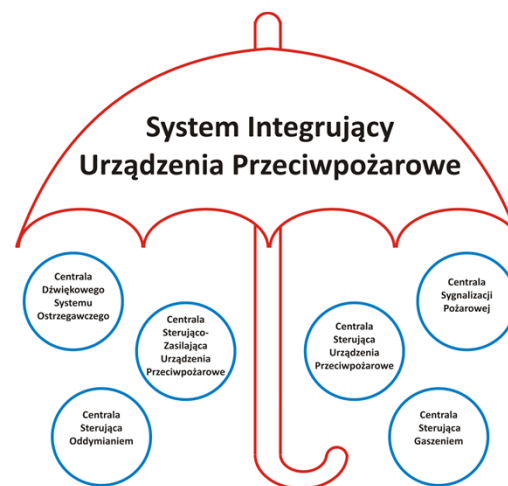 System Integrujący
Urządzenia Przeciwpożarowe
Centrala
Dźwiękowego
Systemu
Ostrzegawczego
Centrala
Sterująco-
Zasilająca
Urządzenia
Przeciwpożarowe
Centrala
Sterująca
Oddymianiem
Centrala
Sterująca
Urządzenia
Przeciwpożarowe
Centrala
Sygnalizacji
Pożarowej
Centrala
Sterująca
Gaszeniem